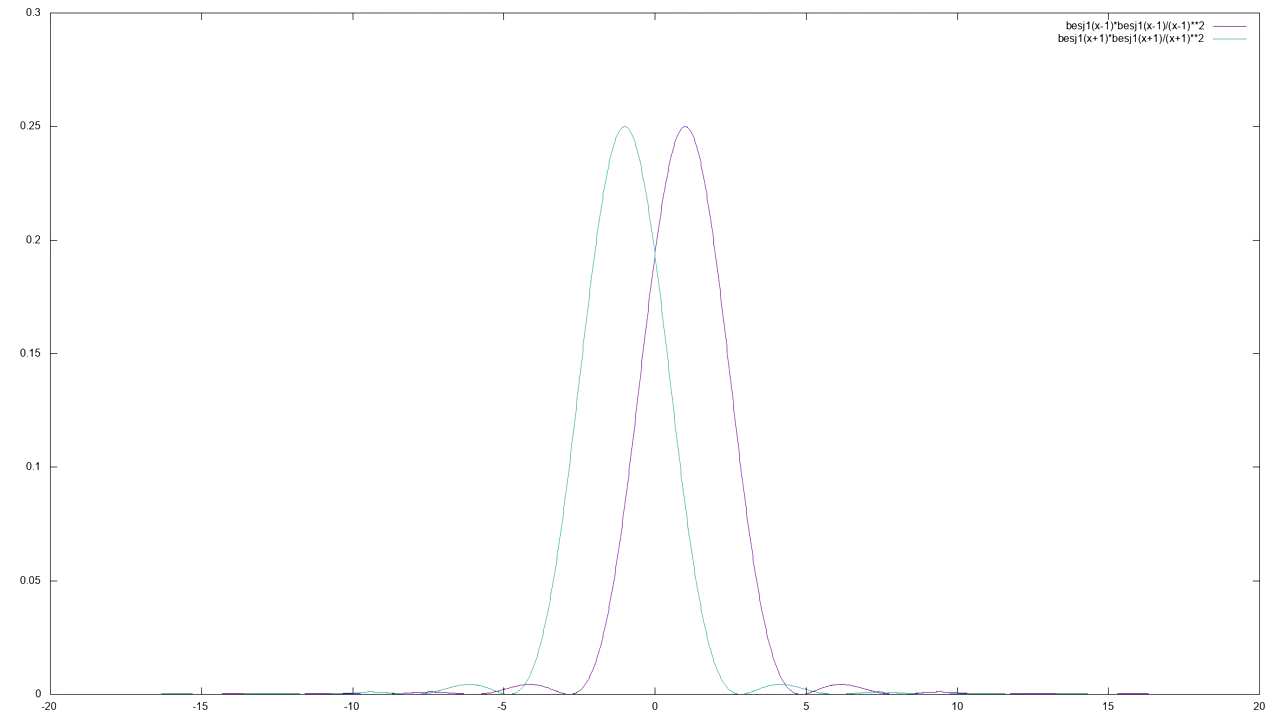 0.3
besj1(x-1)*besj1(x-1)/(x-1)**2
besj1(x+1)*besj1(x+1)/(x+1)**2
0.25
0.2
0.15
0.1
0.05
0
-20 -15 -10 -5 0 5 10 15 20